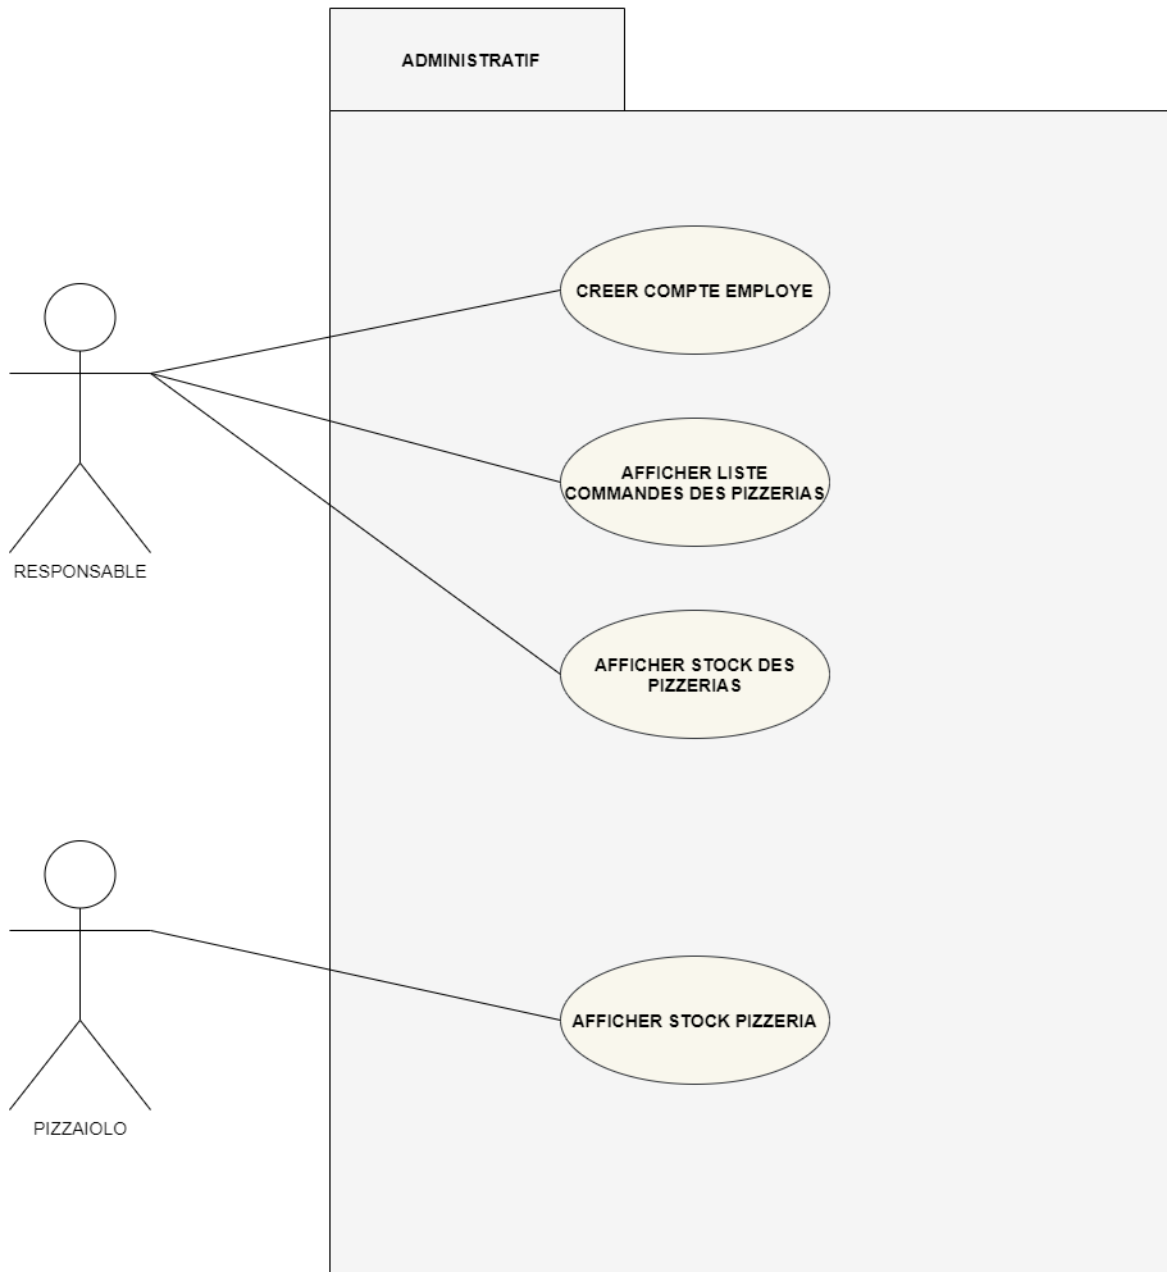 ADMINISTRATIF
CREER COMPTE EMPLOYE
AFFICHER LISTE
COMMANDES DES PIZZERIAS
RESPONSABLE
AFFICHER STOCK DES
PIZZERIAS
AFFICHER STOCK PIZZERIA
PIZZAIOLO